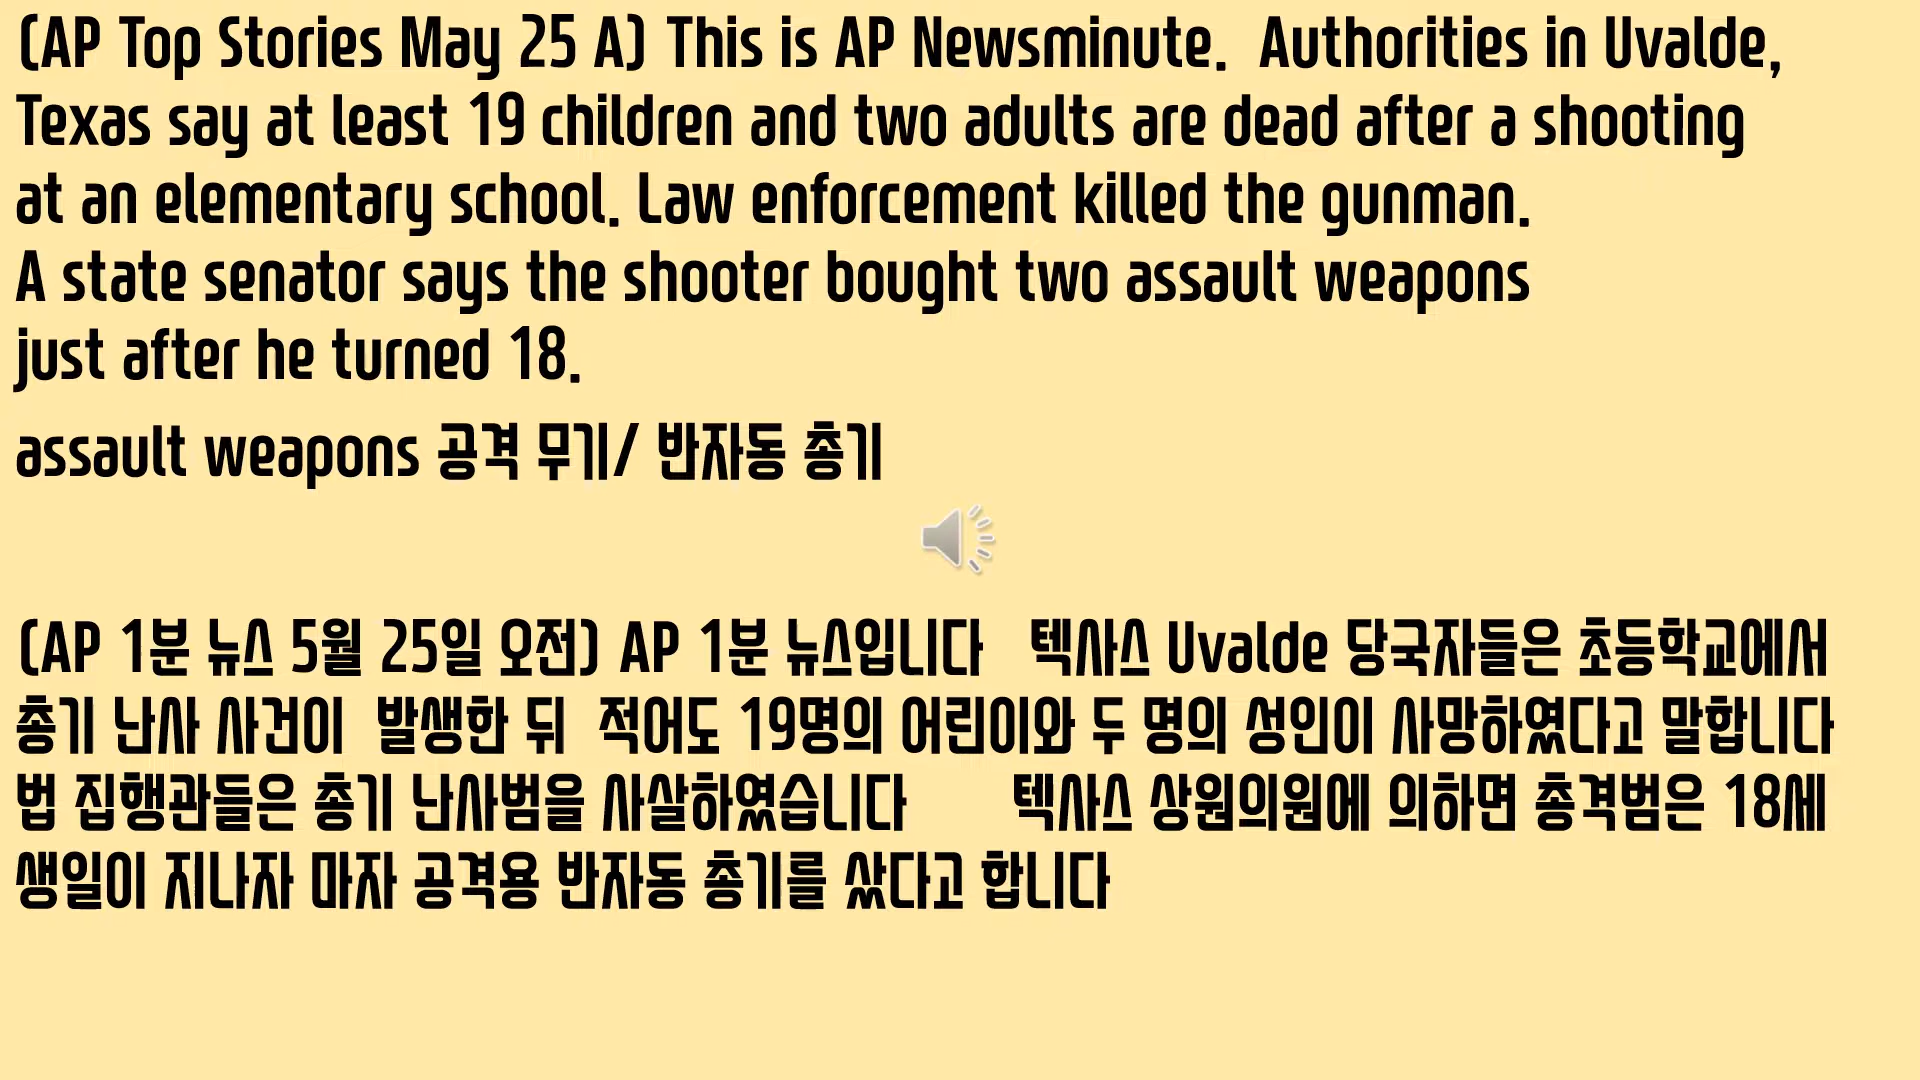 (AP Top Stories May 25 A) This is AP Newsminute.  Authorities in Uvalde,
Texas say at least 19 children and two adults are dead after a shooting
at an elementary school. Law enforcement killed the gunman.
A state senator says the shooter bought two assault weapons
just after he turned 18.
assault weapons 공격 무기/ 반자동 총기
(AP 1분 뉴스 5월 25일 오전) AP 1분 뉴스입니다   텍사스 Uvalde 당국자들은 초등학교에서
총기 난사 사건이  발생한 뒤  적어도 19명의 어린이와 두 명의 성인이 사망하였다고 말합니다
법 집행관들은 총기 난사범을 사살하였습니다       텍사스 상원의원에 의하면 총격범은 18세
생일이 지나자 마자 공격용 반자동 총기를 샀다고 합니다